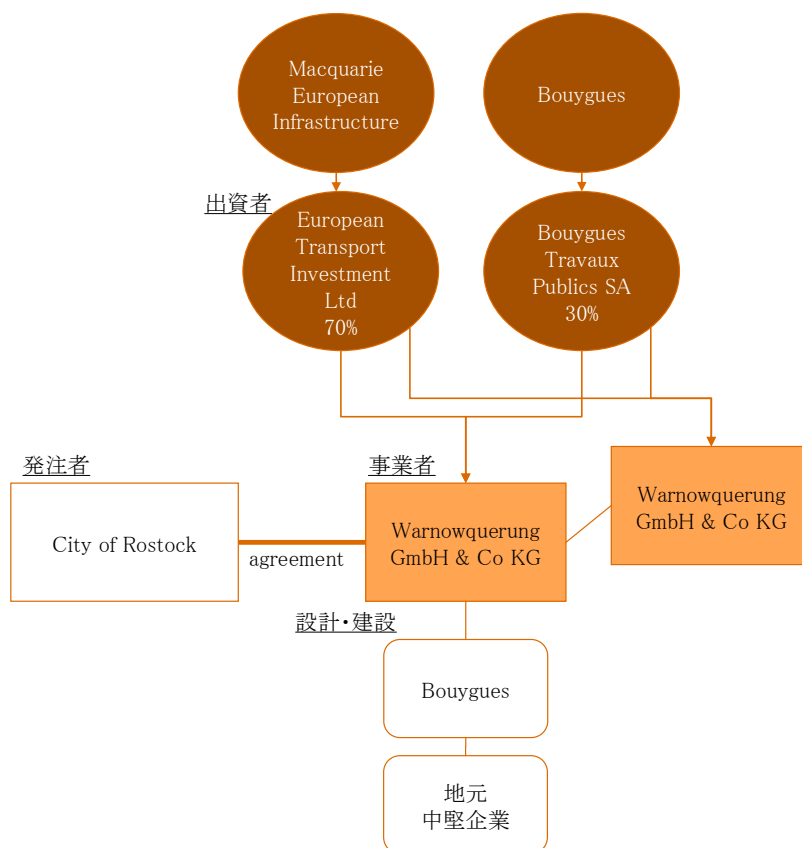 Macquarie
European
Infrastructure
Bouygues
出資者
European
Transport
Investment
Ltd
70%
Bouygues
Travaux
Publics SA
30%
発注者
事業者
City of Rostock
agreement
Warnowquerung
GmbH & Co KG
Warnowquerung
GmbH & Co KG
設計・建設
Bouygues
地元
中堅企業